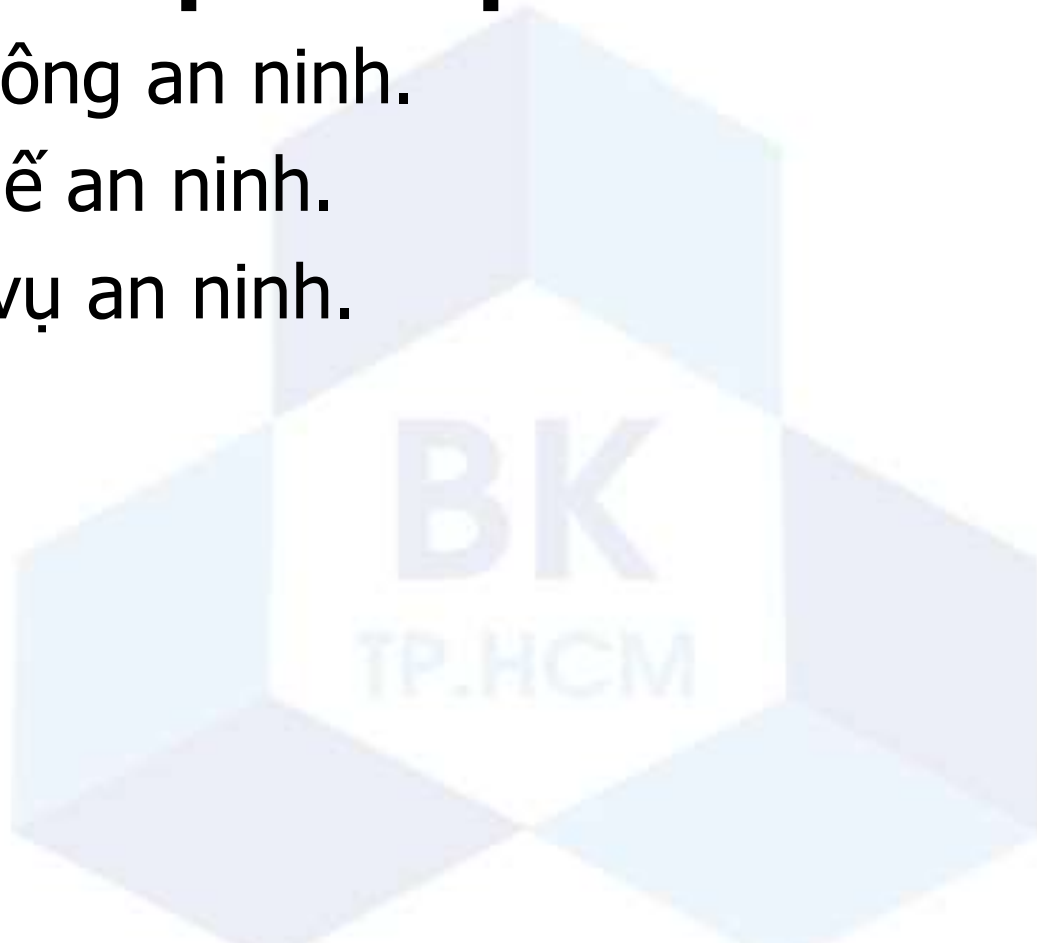 ông an ninh.
ế an ninh.
vụ an ninh.
BK
TP.HCM